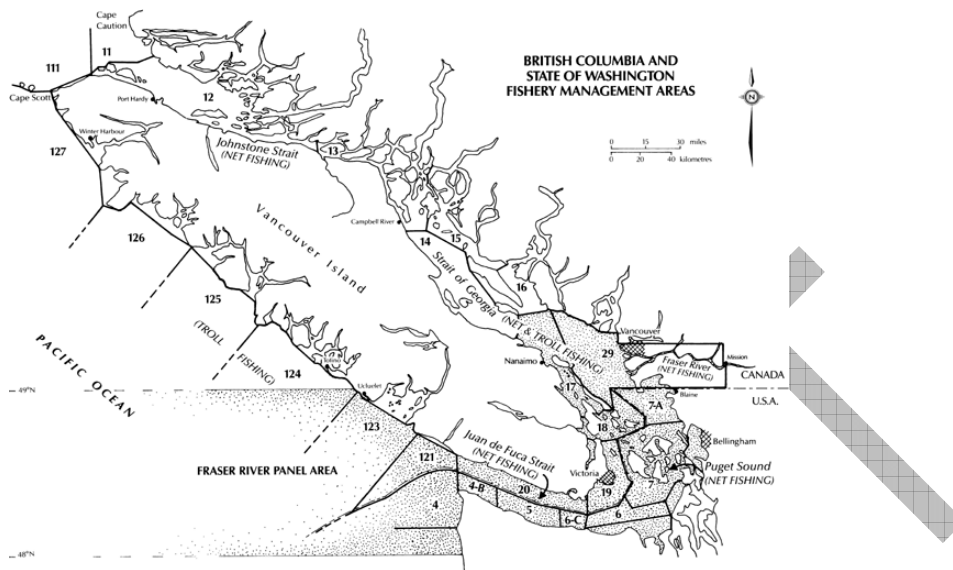 Cape
Caution
BRITISH COLUMBIA AND
STATE OF WASHINGTON
FISHERY MANAGEMENT AREAS
11
111
Cape Scott
12
Port Hardy
N
Winter Harbour
13
0 15 30 miles
0 20 40 kilometres
127
Johnstone Strait
(NET FISHING)
Vancouver Island
Campbell River
14
15
126
Strait of Georgia
16
125
(NET & TROLL FISHING)
Vancouver
29
PACIFIC OCEAN
(TROLL
FISHING)
Nanaimo
Mission
Fraser River
(NET FISHING)
124
Tofino
CANADA
17
49°N
Ucluelet
Blaine
U.S.A.
7-A
123
18
Juan de Fuca Strait
(NET FISHING)
Bellingham
121
FRASER RIVER PANEL AREA
Victoria
7
Puget Sound
(NET FISHING)
20
4-B
19
4
5
6-C
6
48°N